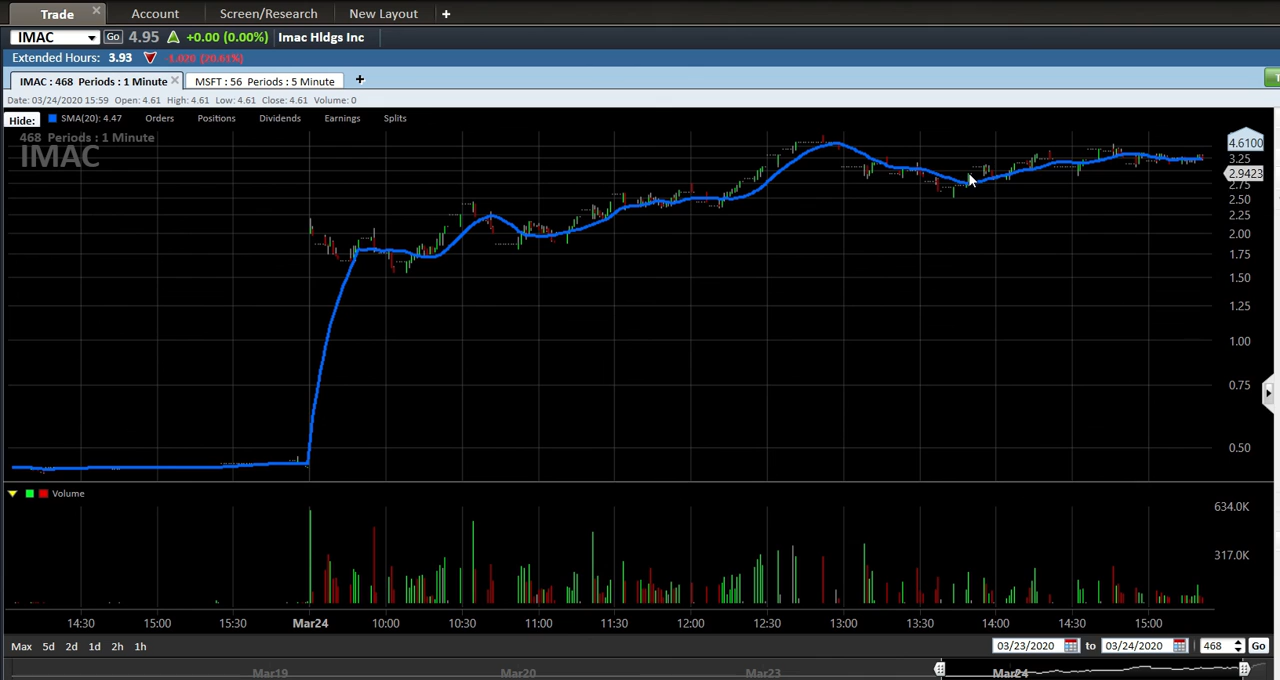 Trade Account Screen/Research New Layout +
IMAC Go 4.95 +0.00 (0.00%) Imac Hldgs Inc
Extended Hours: 3.93 -1.020 (20.61%)
IMAC : 468 Periods : 1 Minute MSFT : 56 Periods : 5 Minute +
Date: 03/24/2020 15:59 Open: 4.61 High: 4.61 Low: 4.61 Close: 4.61 Volume: 0
Hide: SMA(20): 4.47 Orders Positions Dividends Earnings Splits
468 Periods : 1 Minute
IMAC
4.6100
3.25
2.9423
2.75
2.50
2.25
2.00
1.75
1.50
1.25
1.00
0.75
0.50
Volume
634.0K
317.0K
14:30 15:00 15:30 Mar24 10:00 10:30 11:00 11:30 12:00 12:30 13:00 13:30 14:00 14:30 15:00
Max 5d 2d 1d 2h 1h 03/23/2020 to 03/24/2020 468 Go
Mar19 Mar20 Mar23 Mar24